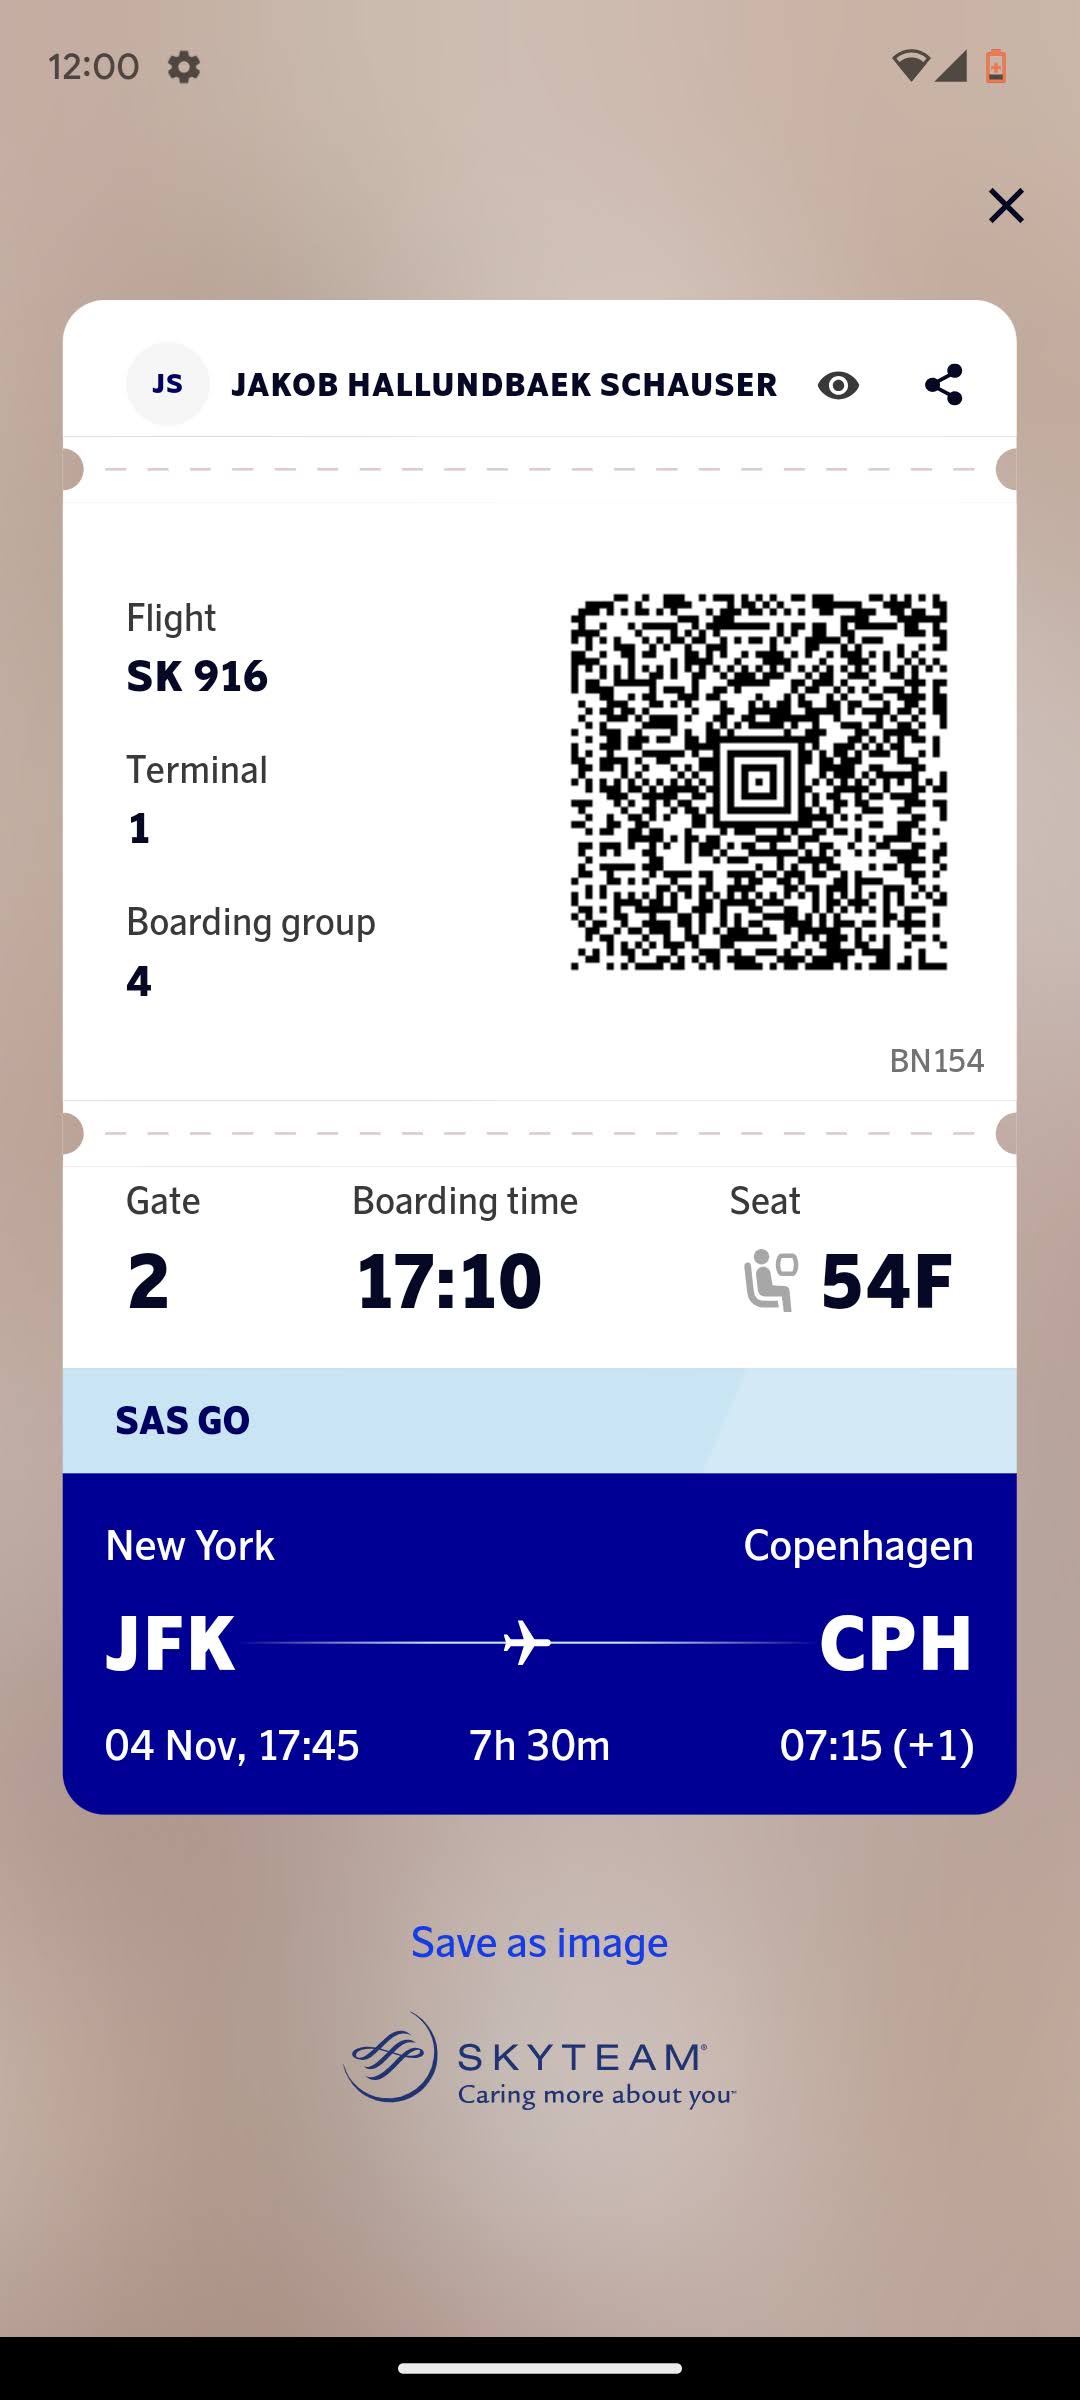 12:00
JS JAKOB HALLUNDBAEK SCHAUSER
Flight
SK 916
Terminal
1
Boarding group
4
BN154
Gate Boarding time Seat
2 17:10 54F
SAS GO
New York Copenhagen
JFK CPH
04 Nov, 17:45 7h 30m 07:15 (+1)
Save as image
SKYTEAM®
Caring more about you™